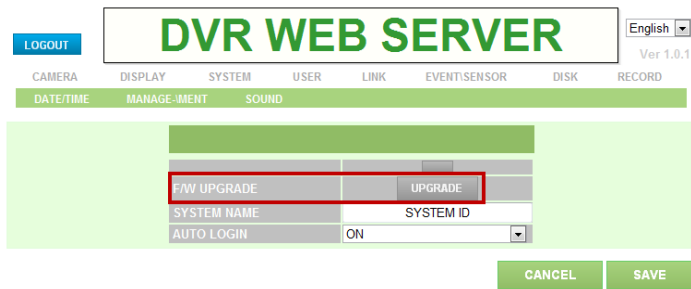 LOGOUT
DVR WEB SERVER
English
Ver 1.0.1
CAMERA DISPLAY SYSTEM USER LINK EVENT\SENSOR DISK RECORD
DATE/TIME MANAGE-\MENT SOUND
F/W UPGRADE UPGRADE
SYSTEM NAME SYSTEM ID
AUTO LOGIN ON
CANCEL SAVE